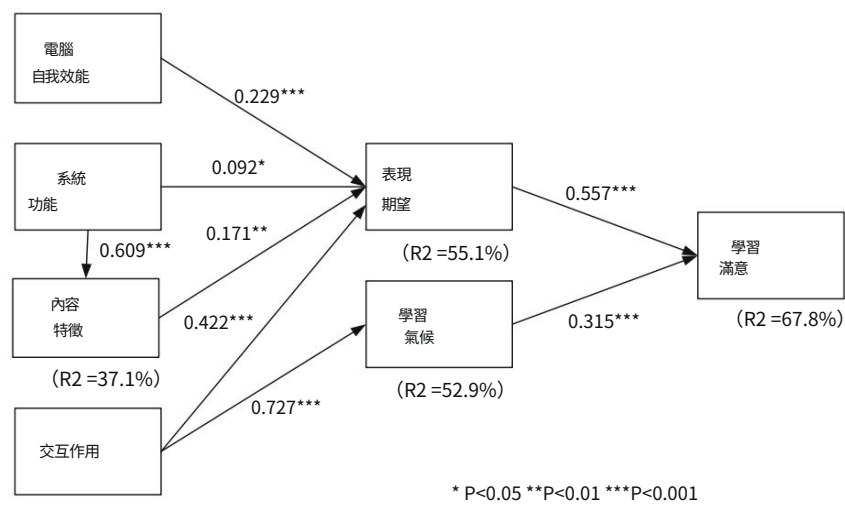 電腦
自我效能
0.229***
系統
功能
0.092*
表現
期望
0.557***
0.609***
0.171**
(R2 =55.1%)
學習
滿意
內容
特徵
0.422***
學習
氣候
0.315***
(R2 =67.8%)
(R2 =37.1%)
(R2 =52.9%)
0.727***
交互作用
* P<0.05 **P<0.01 ***P<0.001